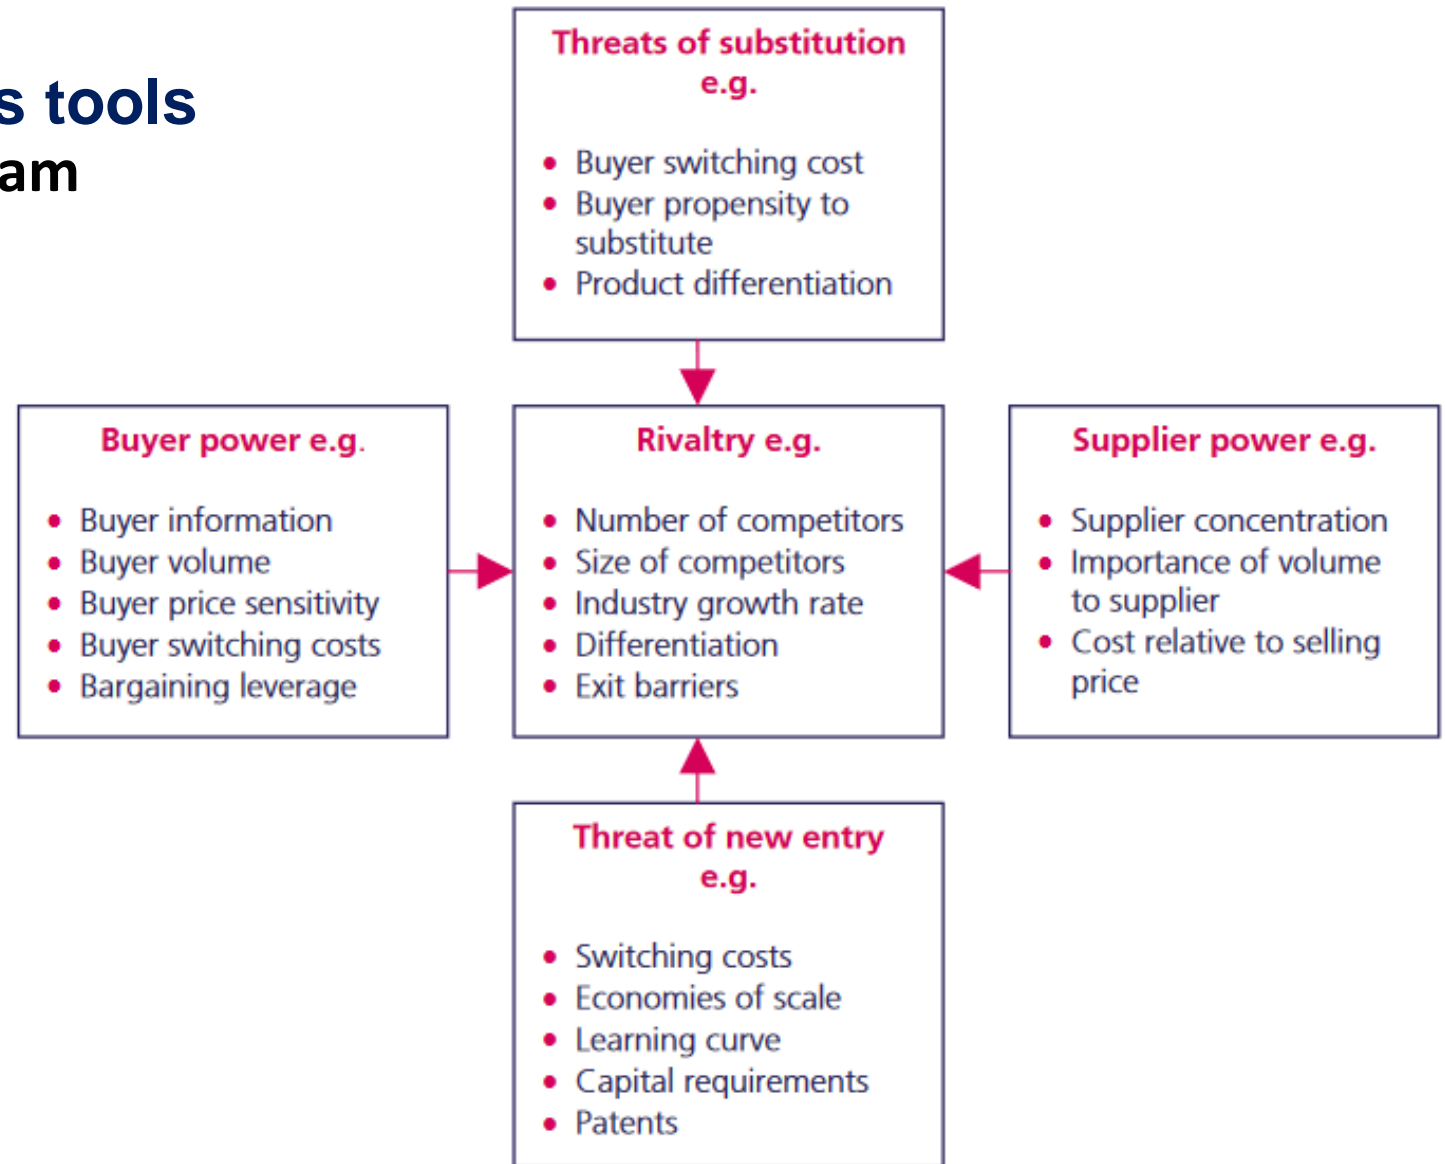 s tools
am
Threats of substitution
e.g.
• Buyer switching cost
• Buyer propensity to
substitute
• Product differentiation
Buyer power e.g.
• Buyer information
• Buyer volume
• Buyer price sensitivity
• Buyer switching costs
• Bargaining leverage
Rivaltry e.g.
• Number of competitors
• Size of competitors
• Industry growth rate
• Differentiation
• Exit barriers
Supplier power e.g.
• Supplier concentration
• Importance of volume
to supplier
• Cost relative to selling
price
Threat of new entry
e.g.
• Switching costs
• Economies of scale
• Learning curve
• Capital requirements
• Patents